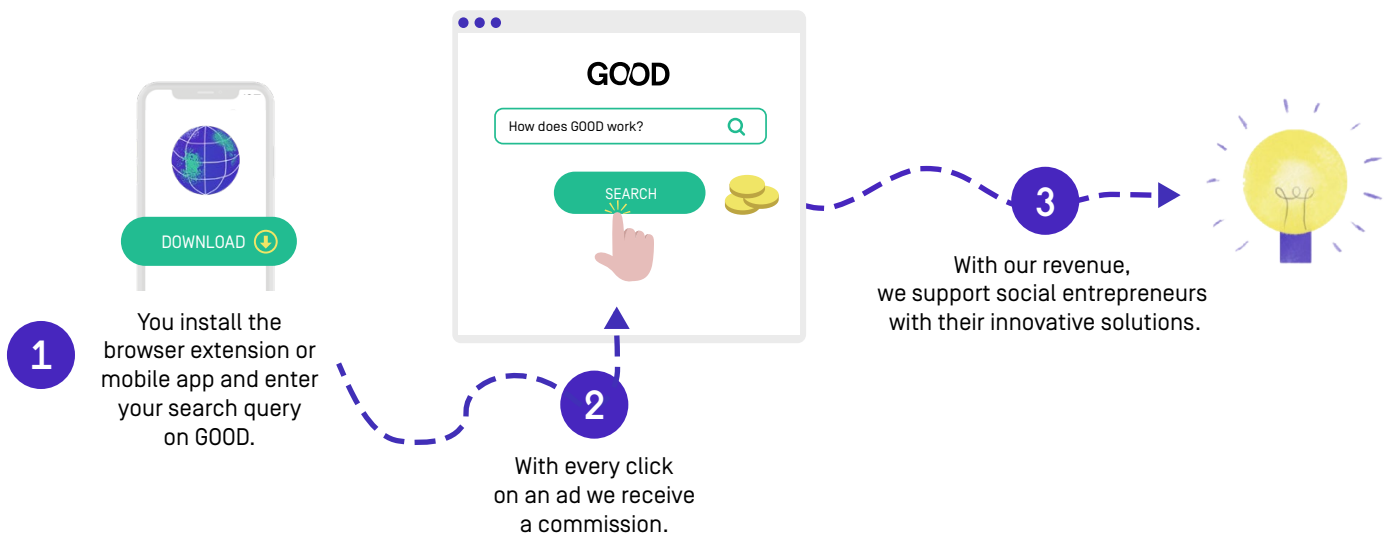 DOWNLOAD
1
You install the
browser extension or
mobile app and enter
your search query
on GOOD.
GOOD
How does GOOD work?
SEARCH
2
With every click
on an ad we receive
a commission.
3
With our revenue,
we support social entrepreneurs
with their innovative solutions.